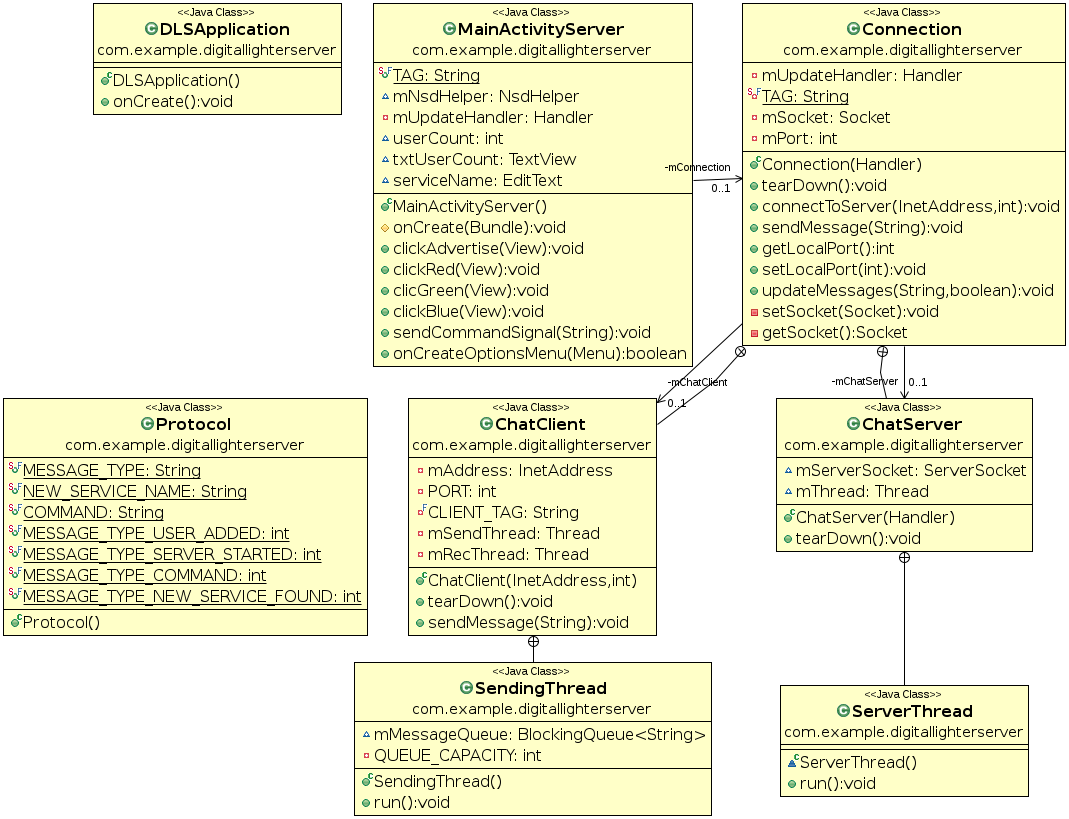 <<Java Class>>
DLSApplication
com.example.digitallighterserver
DLSApplication()
onCreate():void
<<Java Class>>
MainActivityServer
com.example.digitallighterserver
TAG: String
mNsdHelper: NsdHelper
mUpdateHandler: Handler
userCount: int
txtUserCount: TextView
serviceName: EditText
MainActivityServer()
onCreate(Bundle):void
clickAdvertise(View):void
clickRed(View):void
clicGreen(View):void
clickBlue(View):void
sendCommandSignal(String):void
onCreateOptionsMenu(Menu):boolean
-mConnection
0..1
<<Java Class>>
Connection
com.example.digitallighterserver
mUpdateHandler: Handler
TAG: String
mSocket: Socket
mPort: int
Connection(Handler)
tearDown():void
connectToServer(InetAddress,int):void
sendMessage(String):void
getLocalPort():int
setLocalPort(int):void
updateMessages(String,boolean):void
setSocket(Socket):void
getSocket():Socket
-mChatClient
0..1
-mChatServer
0..1
<<Java Class>>
Protocol
com.example.digitallighterserver
MESSAGE_TYPE: String
NEW_SERVICE_NAME: String
COMMAND: String
MESSAGE_TYPE_USER_ADDED: int
MESSAGE_TYPE_SERVER_STARTED: int
MESSAGE_TYPE_COMMAND: int
MESSAGE_TYPE_NEW_SERVICE_FOUND: int
Protocol()
<<Java Class>>
ChatClient
com.example.digitallighterserver
mAddress: InetAddress
PORT: int
CLIENT_TAG: String
mSendThread: Thread
mRecThread: Thread
ChatClient(InetAddress,int)
tearDown():void
sendMessage(String):void
<<Java Class>>
ChatServer
com.example.digitallighterserver
mServerSocket: ServerSocket
mThread: Thread
ChatServer(Handler)
tearDown():void
<<Java Class>>
SendingThread
com.example.digitallighterserver
mMessageQueue: BlockingQueue<String>
QUEUE_CAPACITY: int
SendingThread()
run():void
<<Java Class>>
ServerThread
com.example.digitallighterserver
ServerThread()
run():void